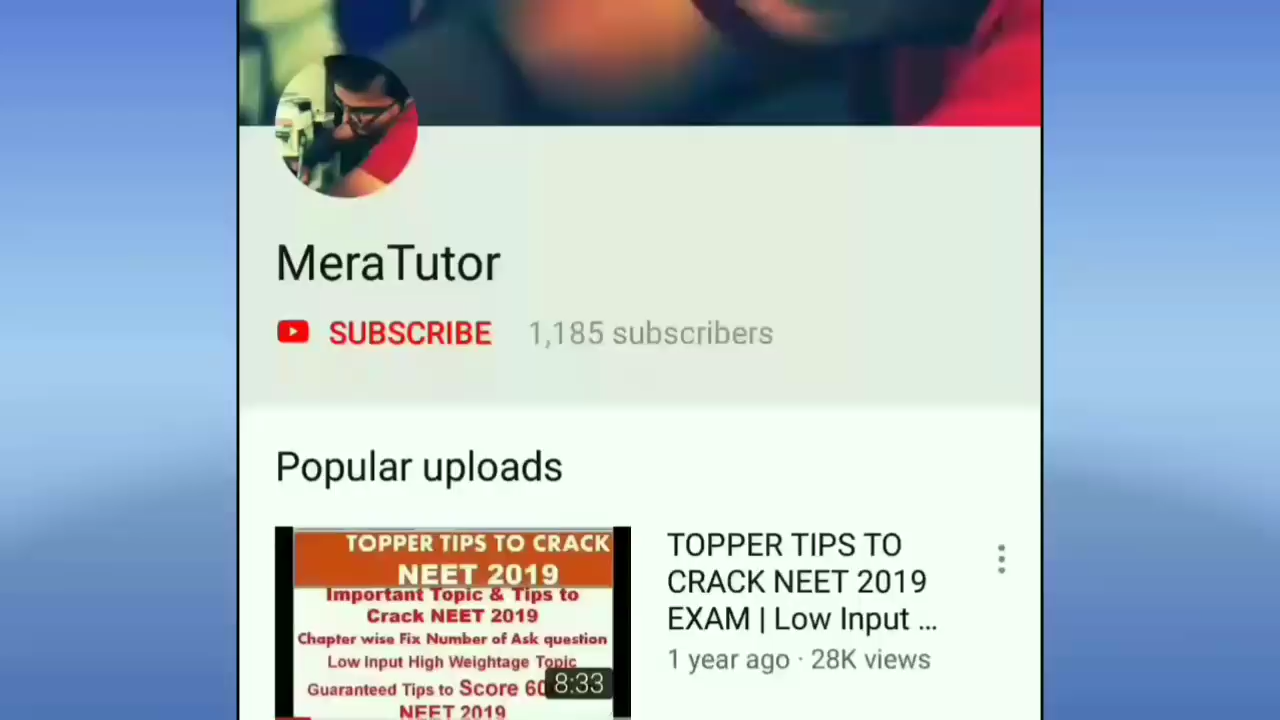 MeraTutor
SUBSCRIBE 1,185 subscribers
Popular uploads
TOPPER TIPS TO CRACK
NEET 2019
Important Topic & Tips to
Crack NEET 2019
Chapter wise Fix Number of Ask question
Low Input High Weightage Topic
Guaranteed Tips to Score
NEET 2019
8:33
TOPPER TIPS TO
CRACK NEET 2019
EXAM | Low Input ...
1 year ago · 28K views